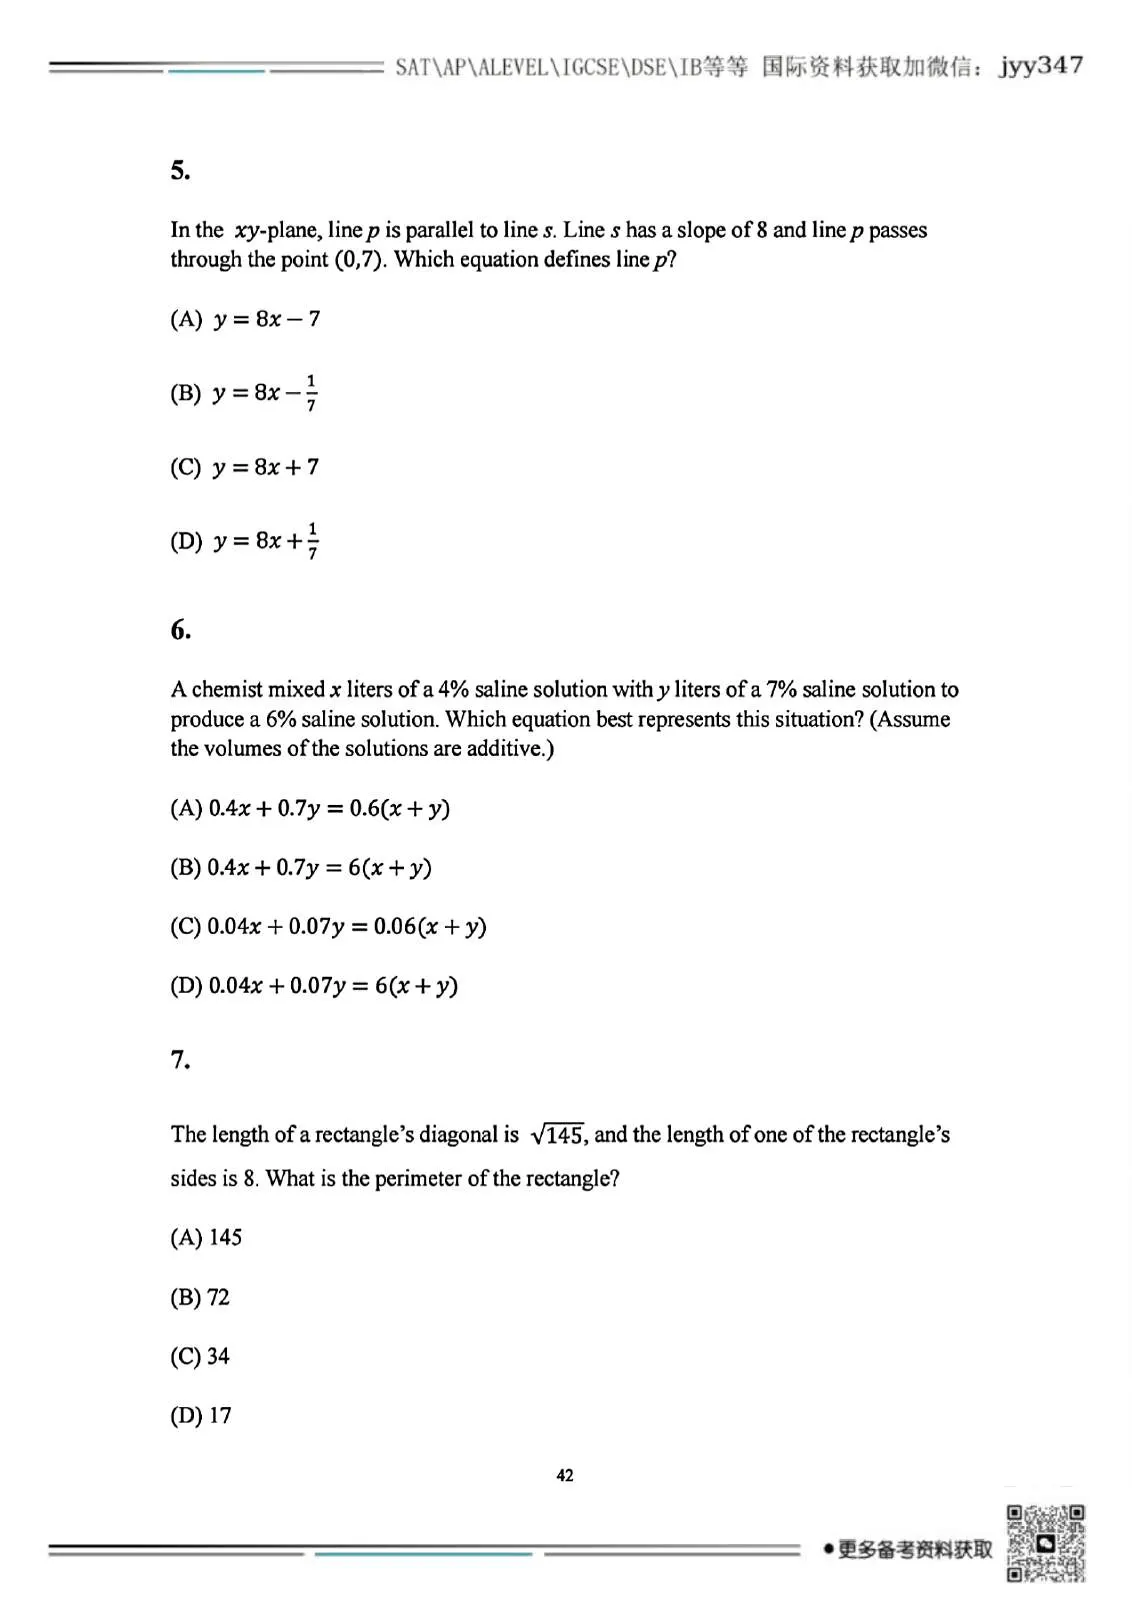 SAT\AP\ALEVEL\IGCSE\DSE\IB等等 国际资料获取加微信: jyy347
5.
In the xy-plane, line p is parallel to line s. Line s has a slope of 8 and line p passes
through the point (0,7). Which equation defines line p?
(A) y = 8x − 7
(B) y = 8x − 1/7
(C) y = 8x + 7
(D) y = 8x + 1/7
6.
A chemist mixed x liters of a 4% saline solution with y liters of a 7% saline solution to
produce a 6% saline solution. Which equation best represents this situation? (Assume
the volumes of the solutions are additive.)
(A) 0.4x + 0.7y = 0.6(x + y)
(B) 0.4x + 0.7y = 6(x + y)
(C) 0.04x + 0.07y = 0.06(x + y)
(D) 0.04x + 0.07y = 6(x + y)
7.
The length of a rectangle’s diagonal is √145, and the length of one of the rectangle’s
sides is 8. What is the perimeter of the rectangle?
(A) 145
(B) 72
(C) 34
(D) 17
42
●更多备考资料获取